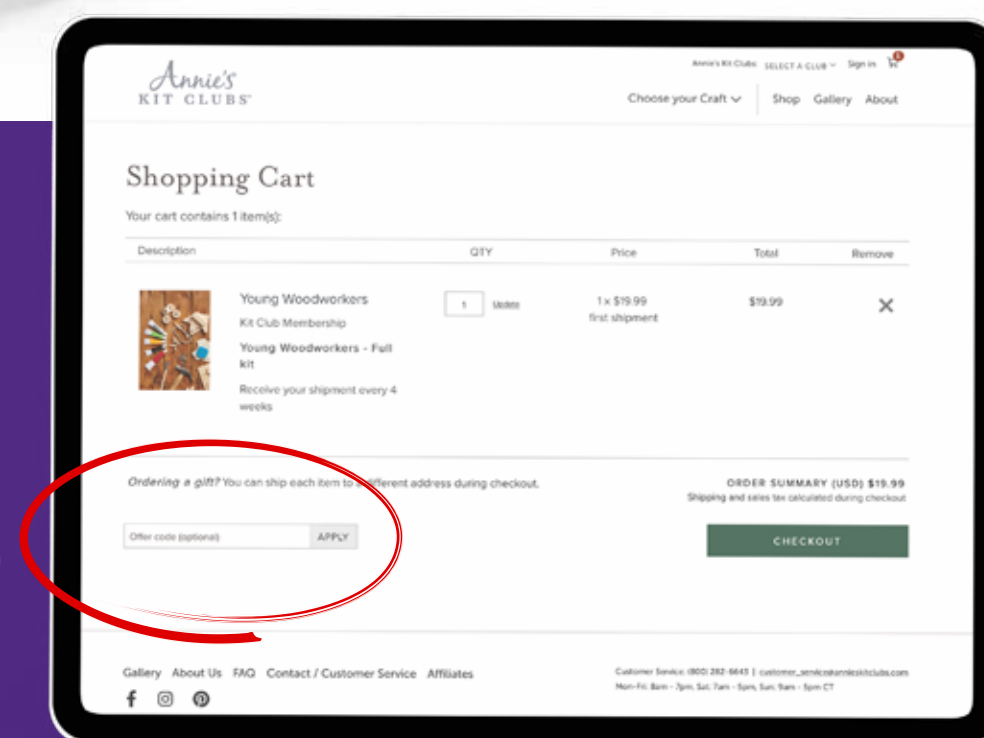 Annie's
KIT CLUBS
Annie's Kit Clubs: SELECT A CLUB Sign in
Choose your Craft Shop Gallery About
Shopping Cart
Your cart contains 1 item(s):
Description QTY Price Total Remove
Young Woodworkers 1 Update 1 x $19.99 $19.99
Kit Club Membership first shipment
Young Woodworkers - Full
kit
Receive your shipment every 4
weeks
Ordering a gift? You can ship each item to a different address during checkout.
ORDER SUMMARY (USD) $19.99
Shipping and sales tax calculated during checkout
Offer code (optional) APPLY
CHECKOUT
Gallery About Us FAQ Contact / Customer Service Affiliates
Customer Service: (800) 282-6643 | customer_service@annieskitclubs.com
Mon-Fri: 8am - 7pm, Sat: 7am - 5pm, Sun: 9am - 5pm CT